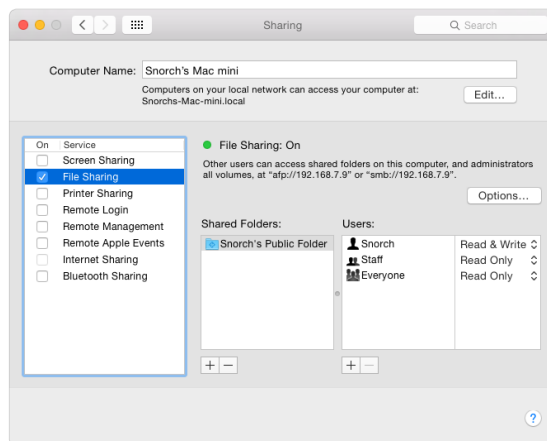 Sharing
Search
Computer Name: Snorch's Mac mini
Computers on your local network can access your computer at:
Snorchs-Mac-mini.local
Edit...
On Service
Screen Sharing
File Sharing
Printer Sharing
Remote Login
Remote Management
Remote Apple Events
Internet Sharing
Bluetooth Sharing
File Sharing: On
Other users can access shared folders on this computer, and administrators
all volumes, at “afp://192.168.7.9” or “smb://192.168.7.9”.
Options...
Shared Folders:
Snorch's Public Folder
Users:
Snorch Read & Write
Staff Read Only
Everyone Read Only
+ −
+ −
?